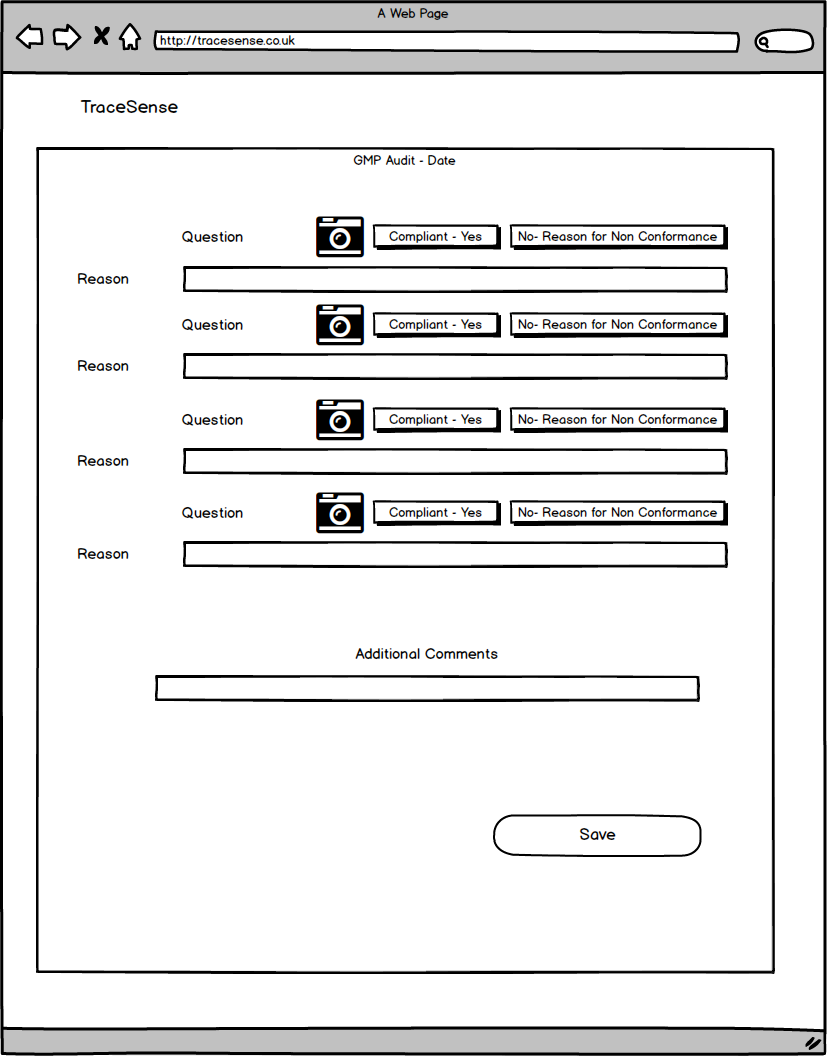 A Web Page
http://tracesense.co.uk
TraceSense
GMP Audit - Date
Question Compliant - Yes No- Reason for Non Conformance
Reason
Question Compliant - Yes No- Reason for Non Conformance
Reason
Question Compliant - Yes No- Reason for Non Conformance
Reason
Question Compliant - Yes No- Reason for Non Conformance
Reason
Additional Comments
Save